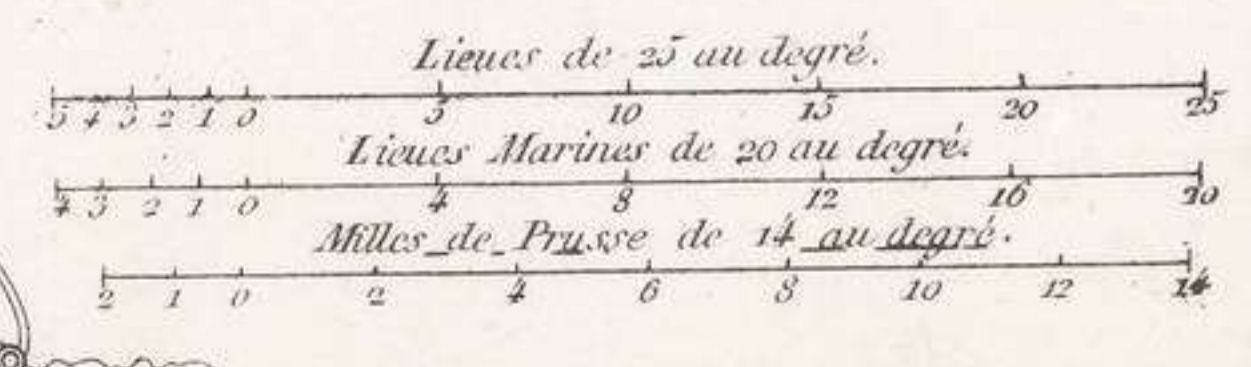 Lieues de 25 au degré.
5 4 3 2 1 0 5 10 15 20 25
Lieues Marines de 20 au degré.
4 3 2 1 0 4 8 12 16 20
Milles de Prusse de 14 au degré.
2 1 0 2 4 6 8 10 12 14